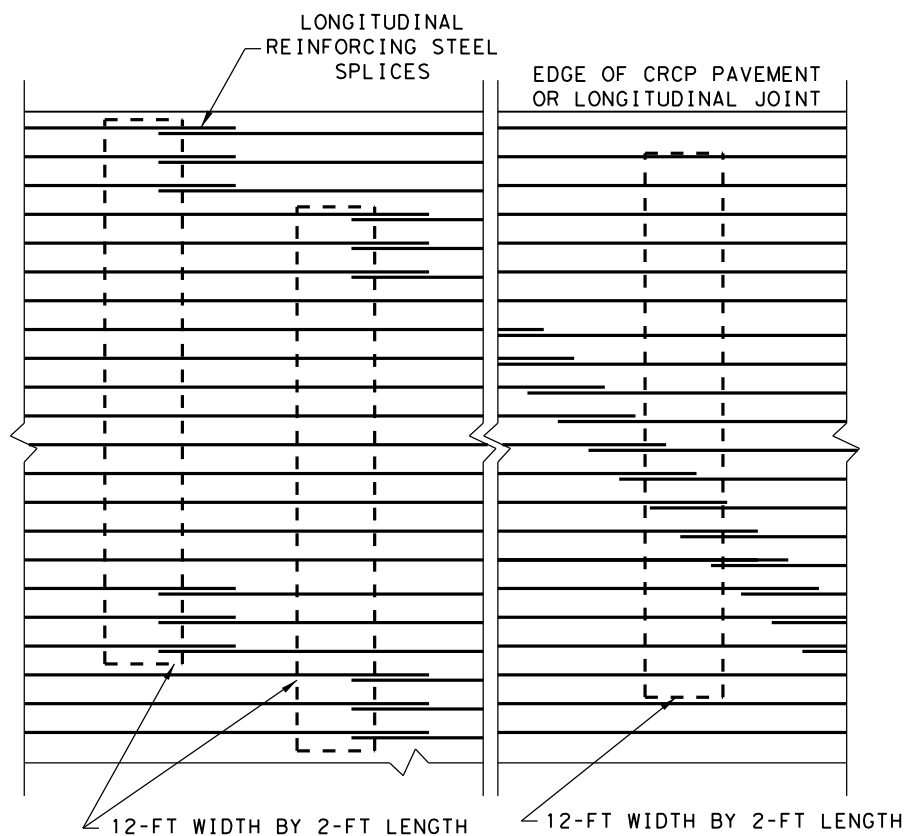 LONGITUDINAL
REINFORCING STEEL
SPLICES
EDGE OF CRCP PAVEMENT
OR LONGITUDINAL JOINT
12-FT WIDTH BY 2-FT LENGTH
12-FT WIDTH BY 2-FT LENGTH